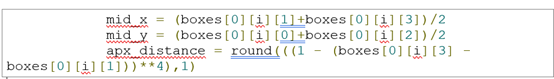 mid_x = (boxes[0][i][1]+boxes[0][i][3])/2
mid_y = (boxes[0][i][0]+boxes[0][i][2])/2
apx_distance = round(((1 - (boxes[0][i][3] -
boxes[0][i][1]))**4),1)